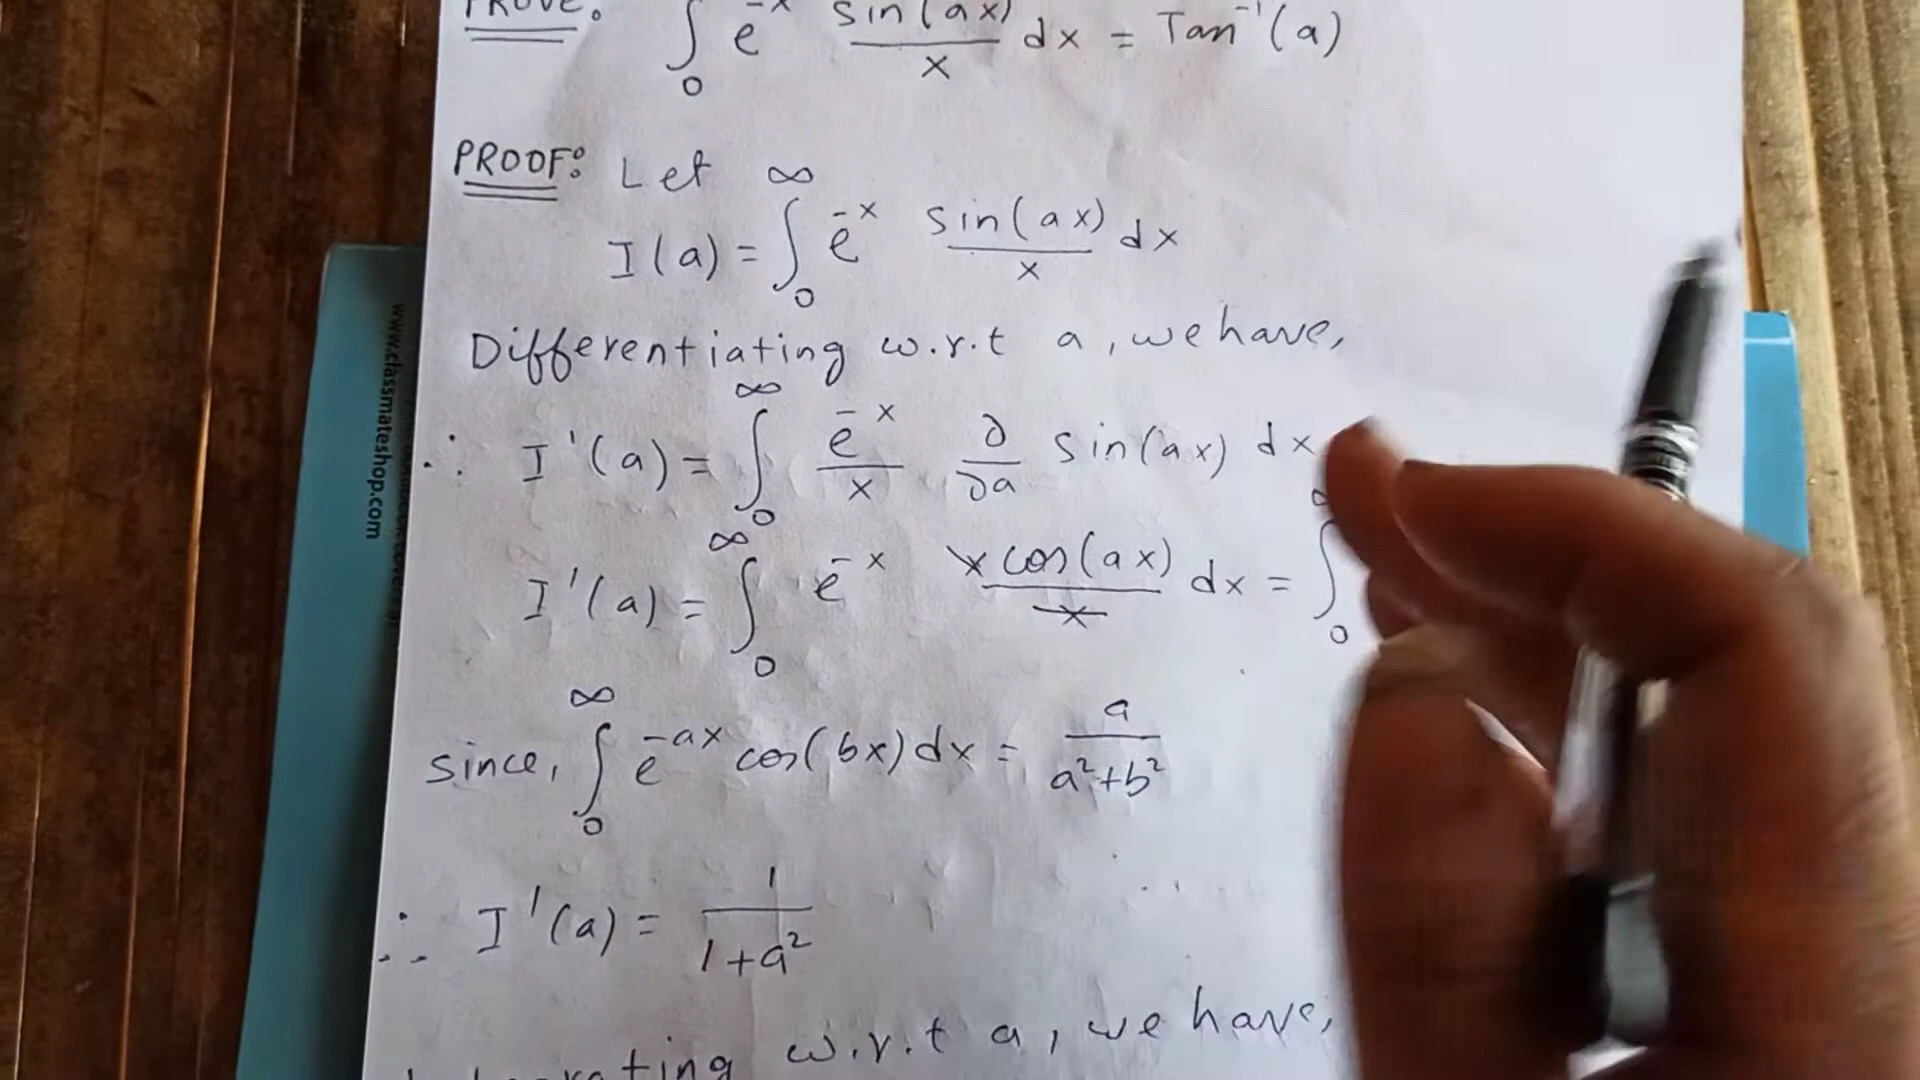 PROVE: ∫₀ e⁻ˣ sin(ax)/x dx = Tan⁻¹(a)
PROOF: Let
I(a) = ∫₀^∞ e⁻ˣ sin(ax)/x dx
Differentiating w.r.t a, we have,
∴ I'(a) = ∫₀^∞ e⁻ˣ/x ∂/∂a sin(ax) dx
I'(a) = ∫₀^∞ e⁻ˣ x cos(ax)/x dx = ∫₀
since, ∫₀^∞ e^(-ax) cos(bx) dx = a/(a²+b²)
∴ I'(a) = 1/(1+a²)
w.r.t a, we have,
www.classmateshop.com